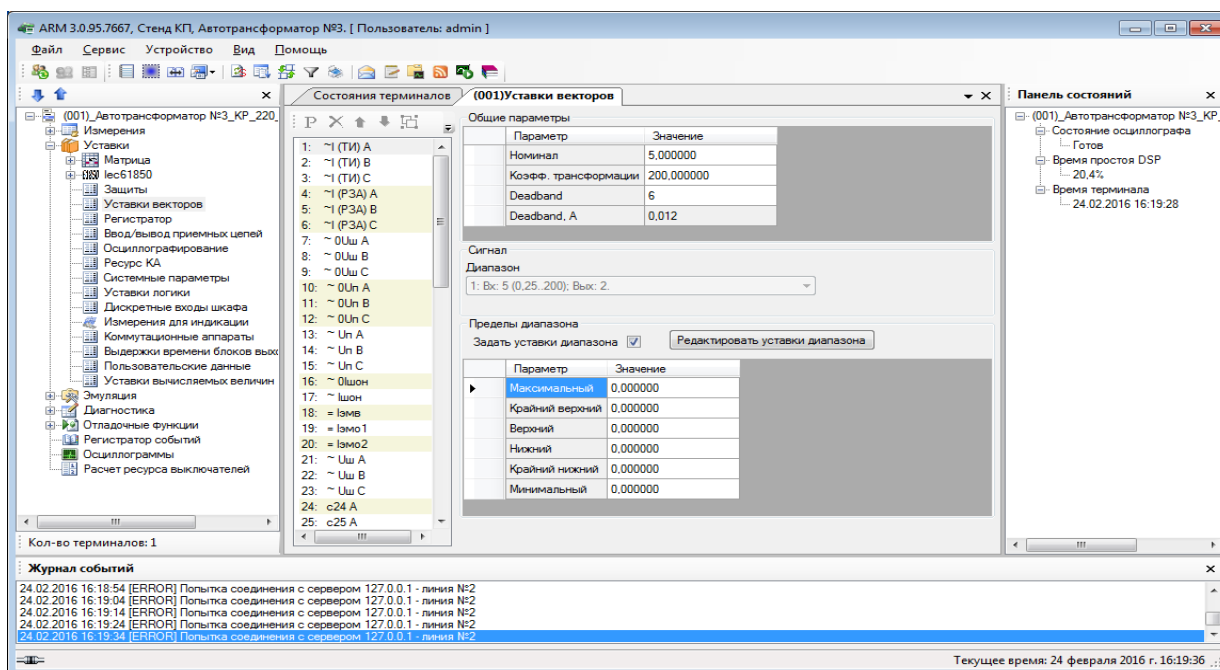 ARM 3.0.95.7667, Стенд КП, Автотрансформатор №3. [ Пользователь: admin ]
Файл Сервис Устройство Вид Помощь
Состояния терминалов
(001)Уставки векторов
(001)_Автотрансформатор №3_КР_220_
Измерения
Уставки
Матрица
Iec61850
Защиты
Уставки векторов
Регистратор
Ввод/вывод приемных цепей
Осциллографирование
Ресурс КА
Системные параметры
Уставки логики
Дискретные входы шкафа
Измерения для индикации
Коммутационные аппараты
Выдержки времени блоков выхо
Пользовательские данные
Уставки вычисляемых величин
Эмуляция
Диагностика
Отладочные функции
Регистратор событий
Осциллограммы
Расчет ресурса выключателей
Кол-во терминалов: 1
1: ~I (ТИ) A
2: ~I (ТИ) B
3: ~I (ТИ) C
4: ~I (РЗА) A
5: ~I (РЗА) B
6: ~I (РЗА) C
7: ~ 0Uш A
8: ~ 0Uш B
9: ~ 0Uш C
10: ~ 0Uп A
11: ~ 0Uп B
12: ~ 0Uп C
13: ~ Uп A
14: ~ Uп B
15: ~ Uп C
16: ~ 0Iшон
17: ~ Iшон
18: = Iэмв
19: = Iэмо1
20: = Iэмо2
21: ~ Uш A
22: ~ Uш B
23: ~ Uш C
24: c24 A
25: c25 A
Общие параметры
Параметр Значение
Номинал 5,000000
Коэфф. трансформации 200,000000
Deadband 6
Deadband, A 0,012
Сигнал
Диапазон
1: Вх: 5 (0,25..200); Вых: 2.
Пределы диапазона
Задать уставки диапазона
Редактировать уставки диапазона
Параметр Значение
Максимальный 0,000000
Крайний верхний 0,000000
Верхний 0,000000
Нижний 0,000000
Крайний нижний 0,000000
Минимальный 0,000000
Панель состояний
(001)_Автотрансформатор №3_КР_
Состояние осциллографа
Готов
Время простоя DSP
20,4%
Время терминала
24.02.2016 16:19:28
Журнал событий
24.02.2016 16:18:54 [ERROR] Попытка соединения с сервером 127.0.0.1 - линия №2
24.02.2016 16:19:04 [ERROR] Попытка соединения с сервером 127.0.0.1 - линия №2
24.02.2016 16:19:14 [ERROR] Попытка соединения с сервером 127.0.0.1 - линия №2
24.02.2016 16:19:24 [ERROR] Попытка соединения с сервером 127.0.0.1 - линия №2
24.02.2016 16:19:34 [ERROR] Попытка соединения с сервером 127.0.0.1 - линия №2
Текущее время: 24 февраля 2016 г. 16:19:36